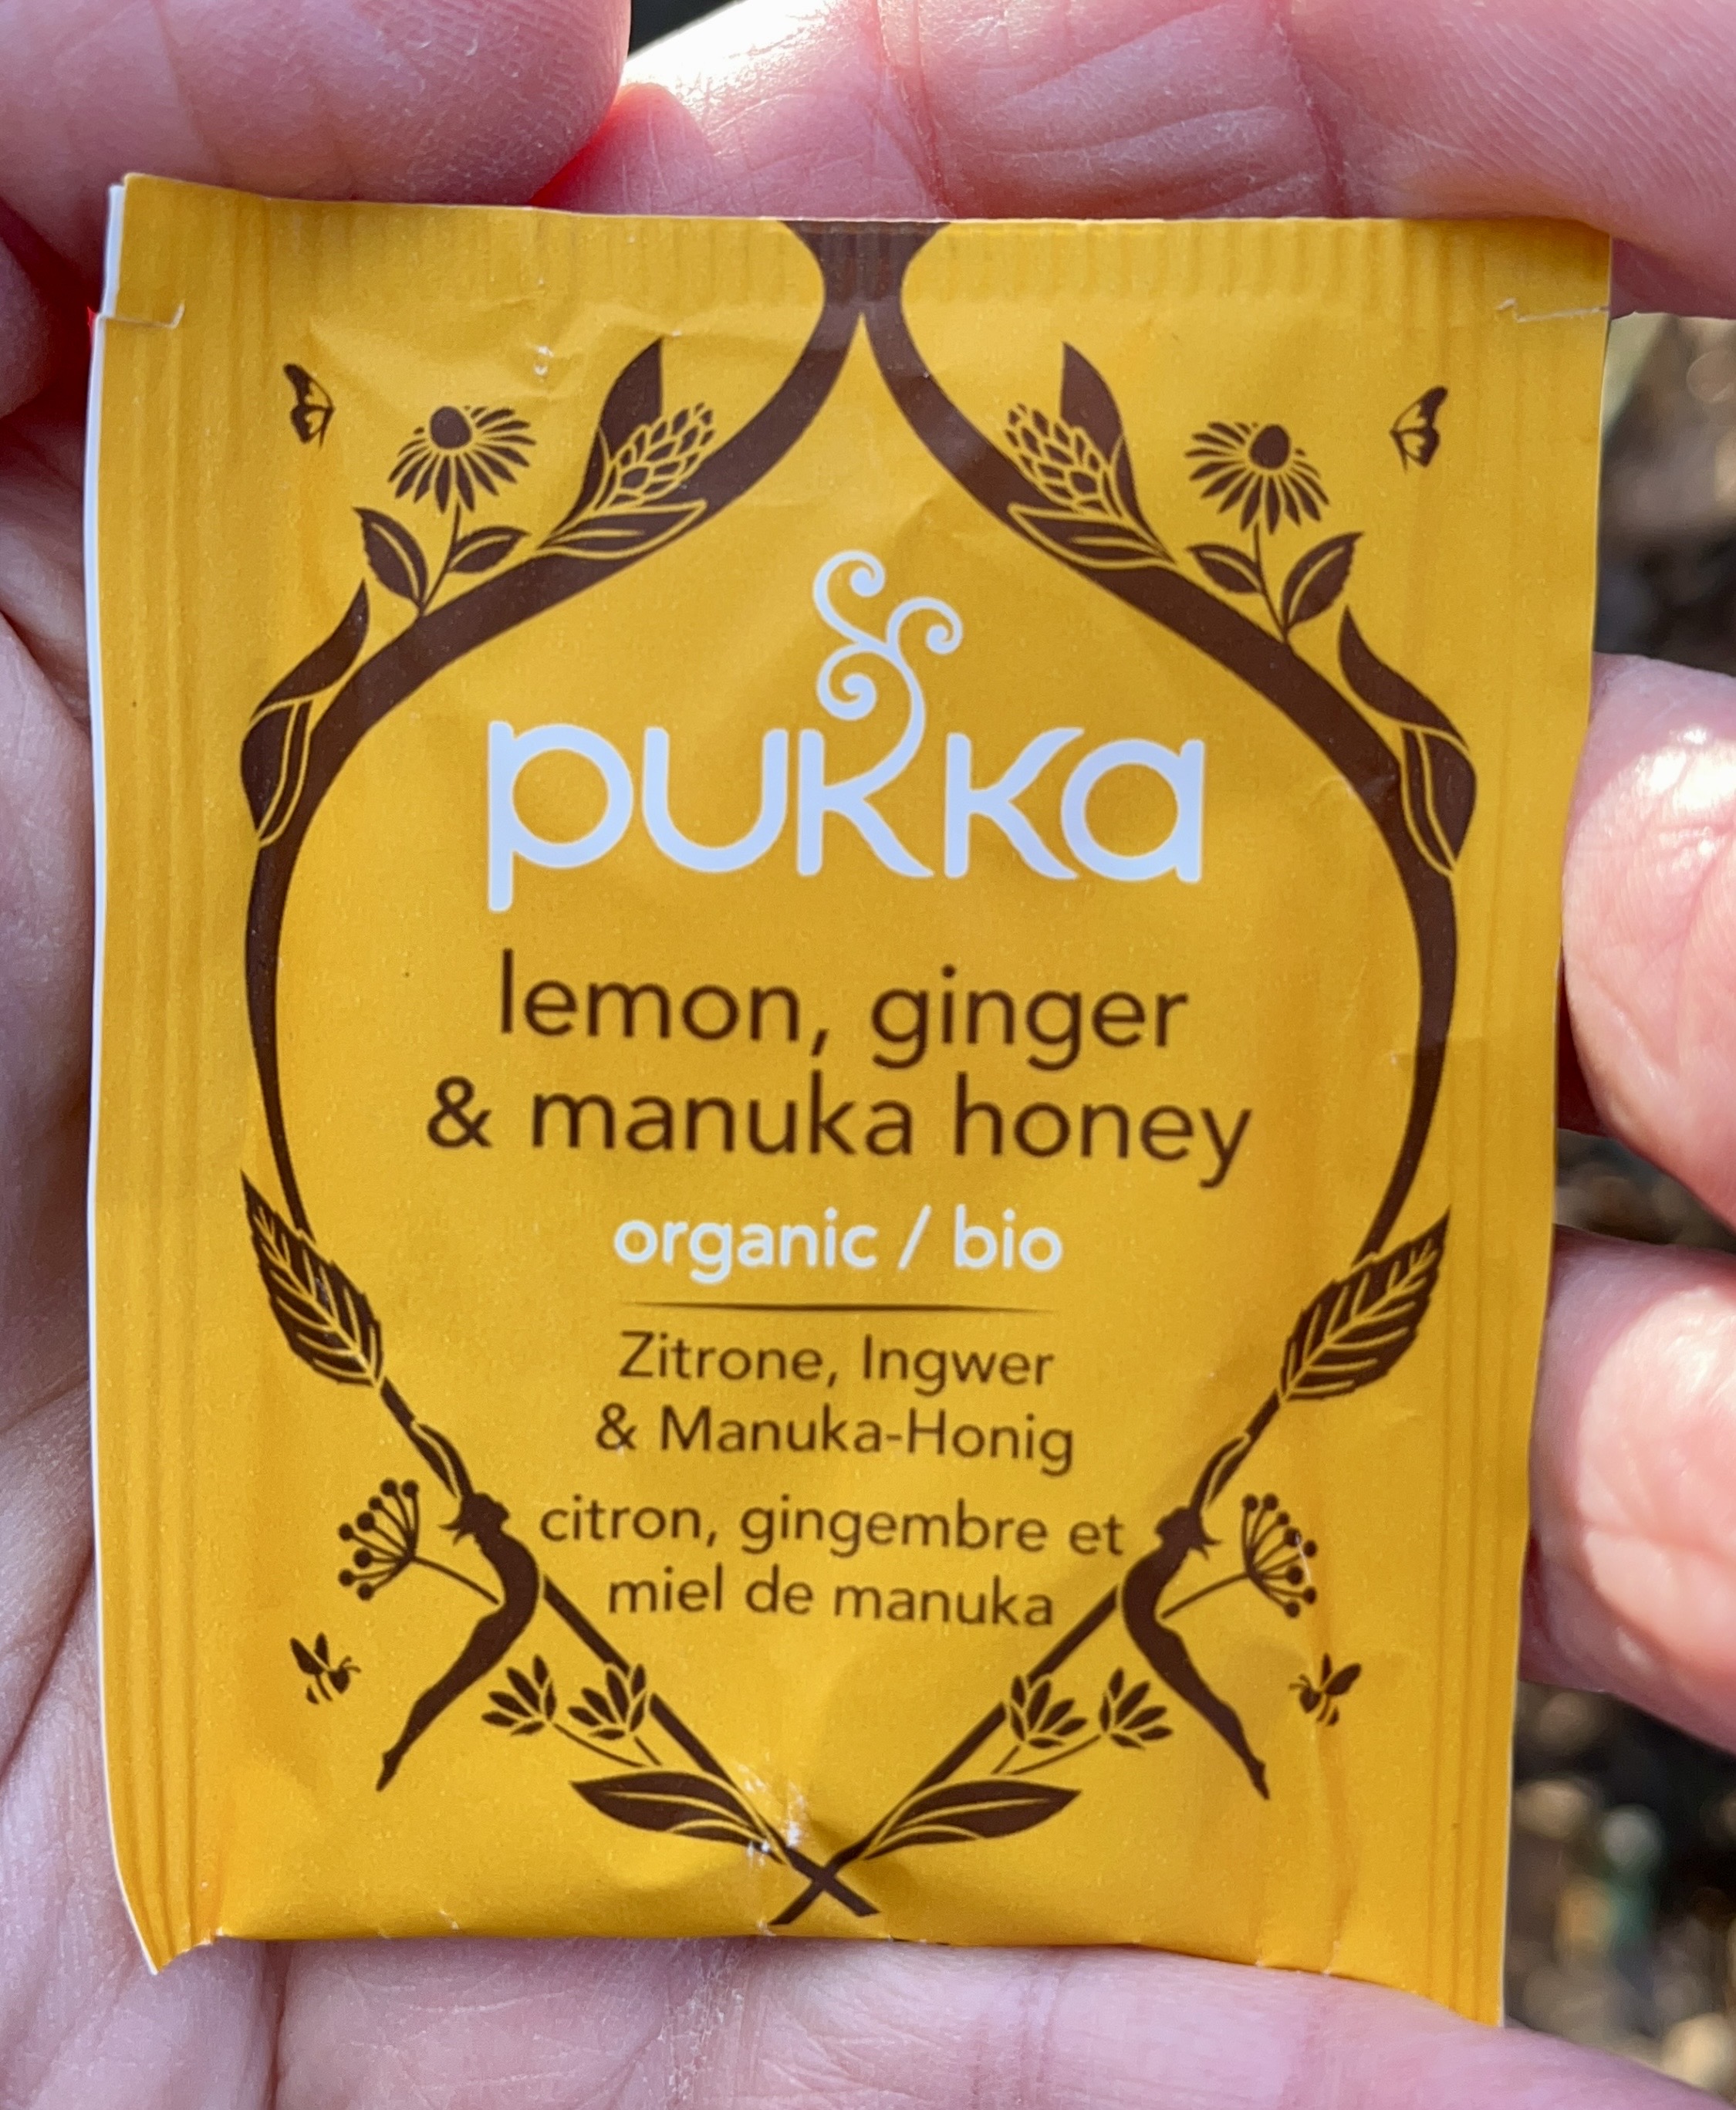 pukka
lemon, ginger
& manuka honey
organic / bio
Zitrone, Ingwer
& Manuka-Honig
citron, gingembre et
miel de manuka